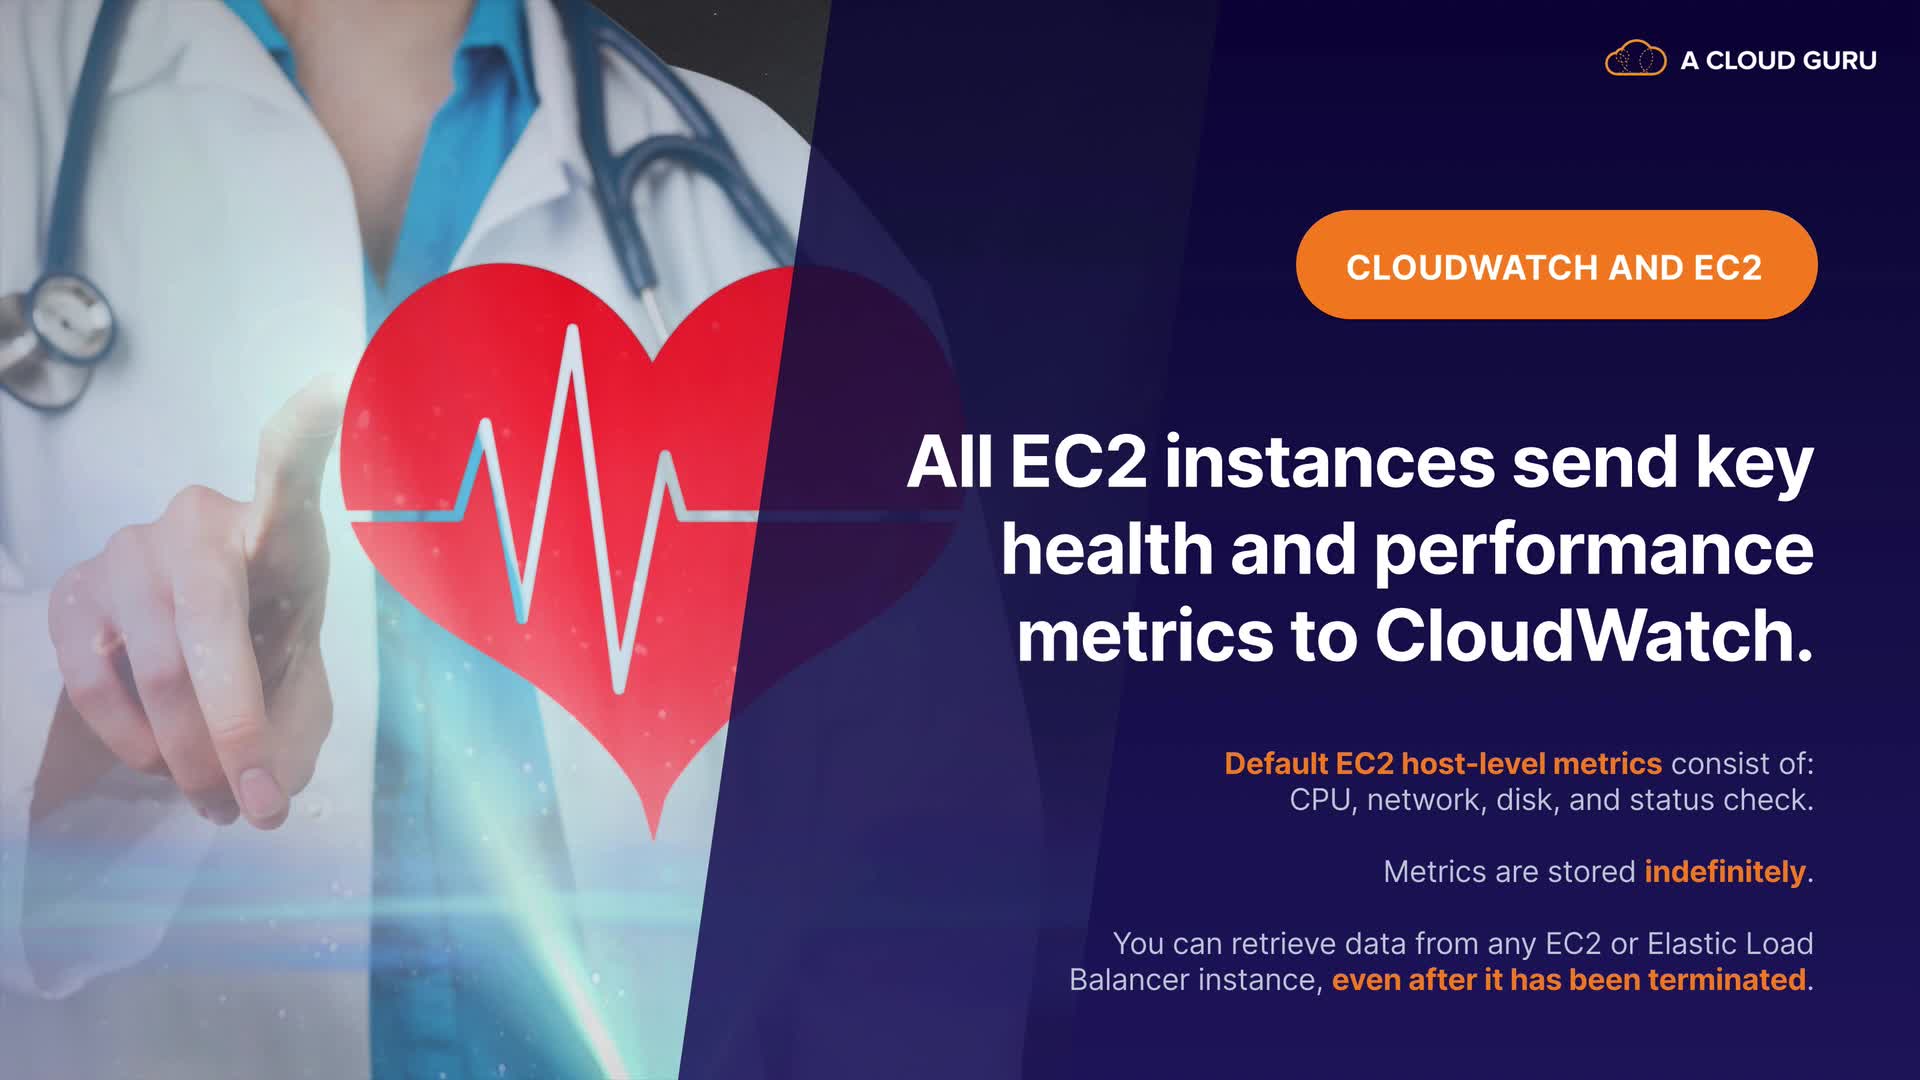 A CLOUD GURU
CLOUDWATCH AND EC2
All EC2 instances send key
health and performance
metrics to CloudWatch.
Default EC2 host-level metrics consist of:
CPU, network, disk, and status check.
Metrics are stored indefinitely.
You can retrieve data from any EC2 or Elastic Load
Balancer instance, even after it has been terminated.